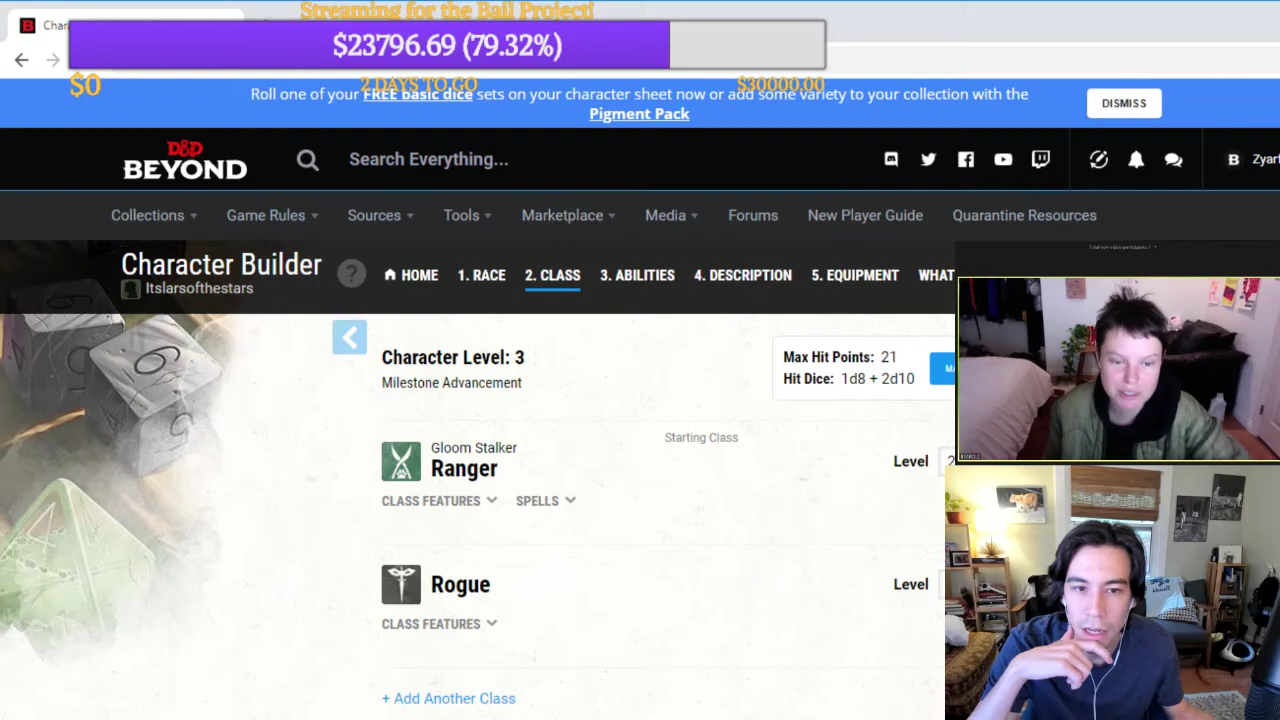 Streaming for the Bail Project!
$23796.69 (79.32%)
$0
2 DAYS TO GO
$30000.00
Roll one of your FREE basic dice sets on your character sheet now or add some variety to your collection with the
Pigment Pack
DISMISS
D&D
BEYOND
Search Everything...
Collections
Game Rules
Sources
Tools
Marketplace
Media
Forums
New Player Guide
Quarantine Resources
Character Builder
Itslarsofthestars
?
HOME
1. RACE
2. CLASS
3. ABILITIES
4. DESCRIPTION
5. EQUIPMENT
WHAT
Character Level: 3
Milestone Advancement
Max Hit Points: 21
Hit Dice: 1d8 + 2d10
Starting Class
Gloom Stalker
Ranger
Level 2
CLASS FEATURES
SPELLS
Rogue
Level
CLASS FEATURES
+ Add Another Class